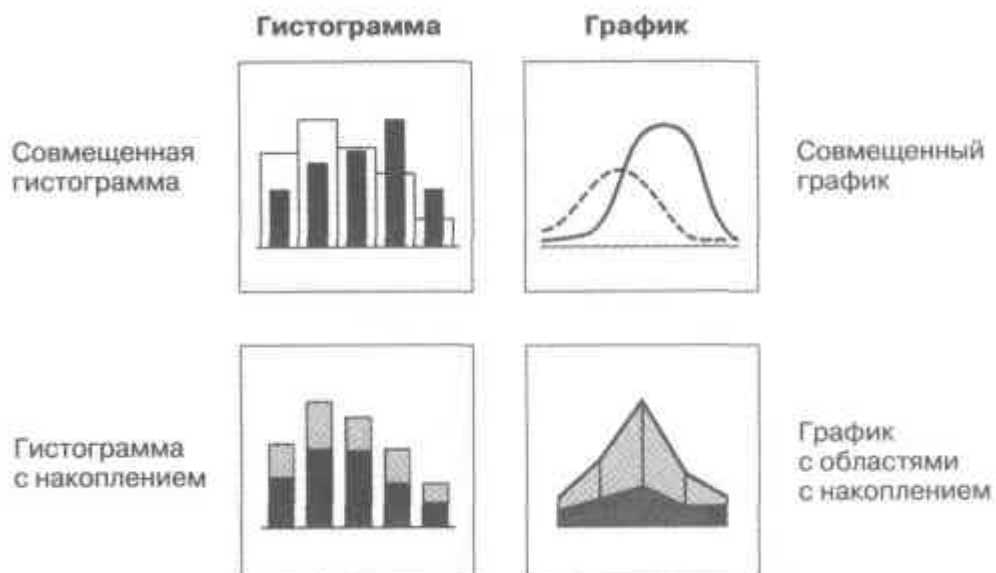 Гистограмма
График
Совмещенная
гистограмма
Совмещенный
график
Гистограмма
с накоплением
График
с областями
с накоплением